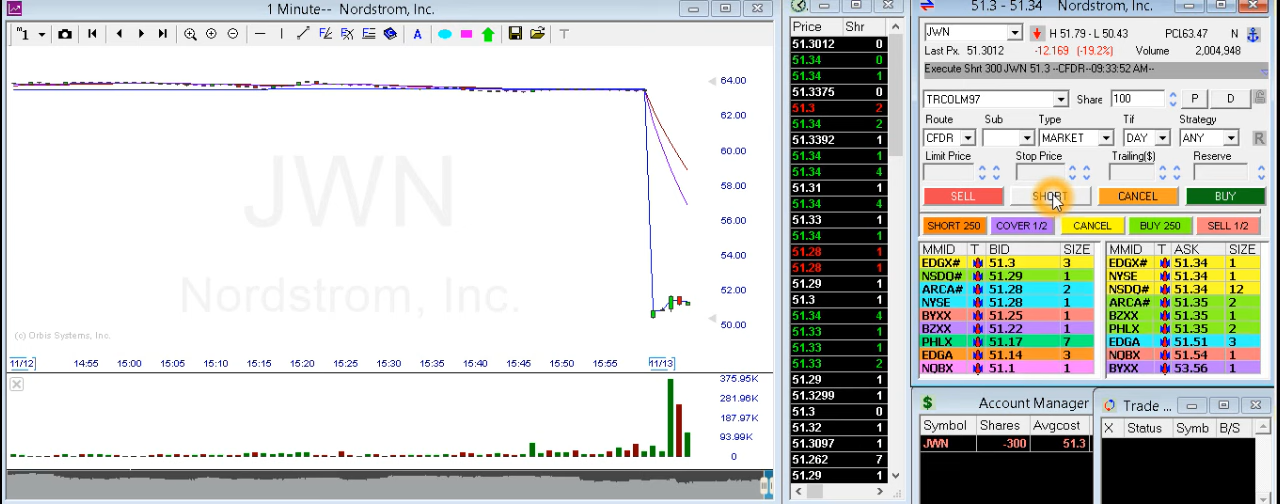 1 Minute-- Nordstrom, Inc.
51.3 - 51.34 Nordstrom, Inc.
m1
A
T
JWN
Nordstrom, Inc.
(c) Orbis Systems, Inc.
64.00
62.00
60.00
58.00
56.00
54.00
52.00
50.00
11/12 14:55 15:00 15:05 15:10 15:15 15:20 15:25 15:30 15:35 15:40 15:45 15:50 15:55 11/13
375.95K
281.96K
187.97K
93.99K
0
Price Shr
51.3012 0
51.34 0
51.34 1
51.3375 0
51.3 2
51.34 2
51.3392 1
51.34 1
51.34 4
51.31 1
51.34 4
51.33 1
51.34 1
51.28 1
51.28 1
51.29 1
51.3 1
51.34 4
51.33 1
51.33 1
51.33 2
51.29 1
51.3299 1
51.3 0
51.32 1
51.3097 1
51.262 7
51.29 1
JWN H 51.79 - L 50.43 PCL63.47 N
Last Px. 51.3012 -12.169 (-19.2%) Volume 2,004,948
Execute Shrt 300 JWN 51.3 --CFDR--09:33:52 AM--
TRCOLM97 Share 100 P D
Route Sub Type Tif Strategy
CFDR MARKET DAY ANY R
Limit Price Stop Price Trailing($) Reserve
SELL SHORT CANCEL BUY
SHORT 250 COVER 1/2 CANCEL BUY 250 SELL 1/2
MMID T BID SIZE MMID T ASK SIZE
EDGX# 51.3 3 EDGX# 51.34 1
NSDQ# 51.29 1 NYSE 51.34 1
ARCA# 51.28 2 NSDQ# 51.34 12
NYSE 51.28 1 ARCA# 51.35 2
BYXX 51.25 1 BZXX 51.35 2
BZXX 51.22 1 PHLX 51.35 2
PHLX 51.17 7 EDGA 51.51 3
EDGA 51.14 3 NQBX 51.54 1
NQBX 51.1 1 BYXX 53.56 1
$ Account Manager
Symbol Shares Avgcost
JWN -300 51.3
Trade ...
X Status Symb B/S